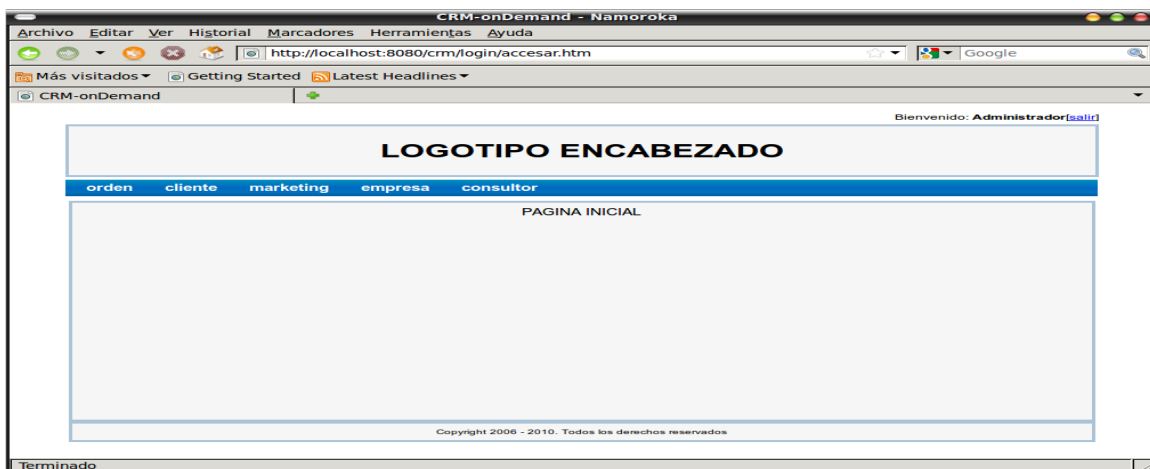 CRM-onDemand - Namoroka
Archivo Editar Ver Historial Marcadores Herramientas Ayuda
http://localhost:8080/crm/login/accesar.htm Google
Más visitados Getting Started Latest Headlines
CRM-onDemand
Bienvenido: Administrador[salir]
LOGOTIPO ENCABEZADO
orden cliente marketing empresa consultor
PAGINA INICIAL
Copyright 2006 - 2010. Todos los derechos reservados
Terminado